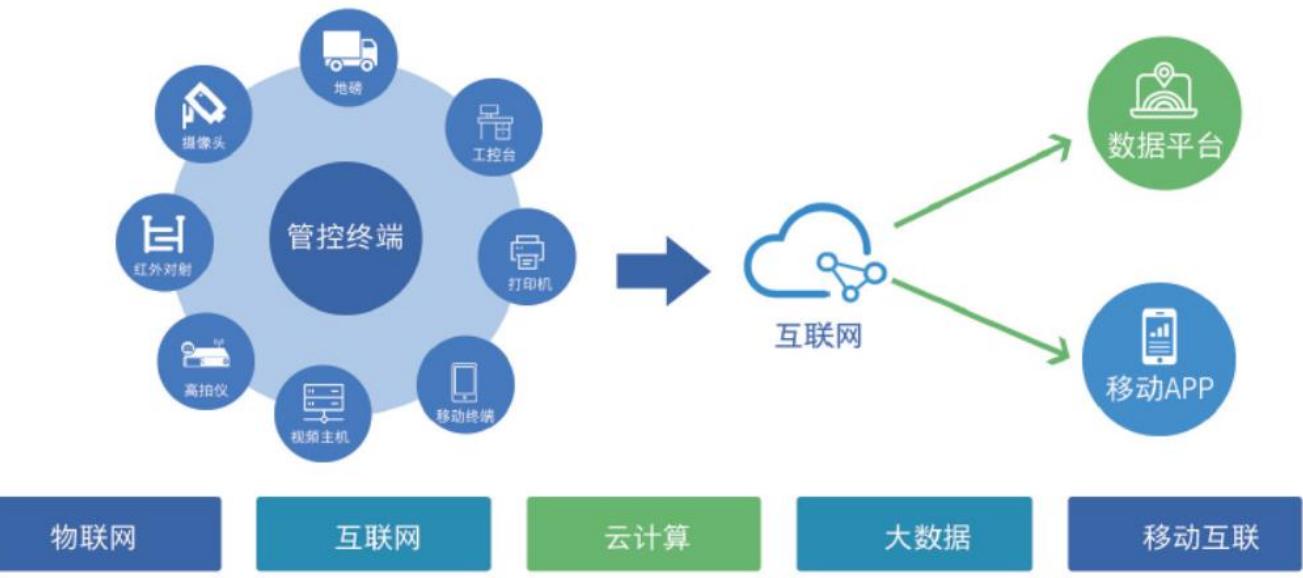 地磅
摄像头
工控台
管控终端
红外对射
打印机
高拍仪
移动终端
视频主机
互联网
数据平台
移动APP
物联网
互联网
云计算
大数据
移动互联